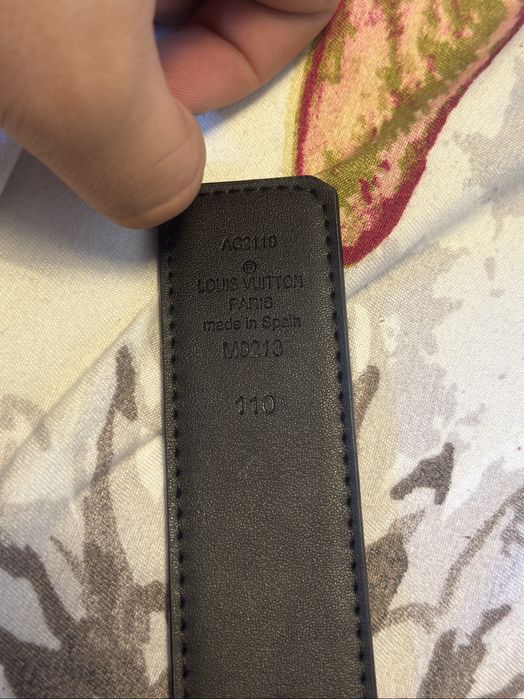 AC3119
®
LOUIS VUITTON
PARIS
made in Spain
M9213
110